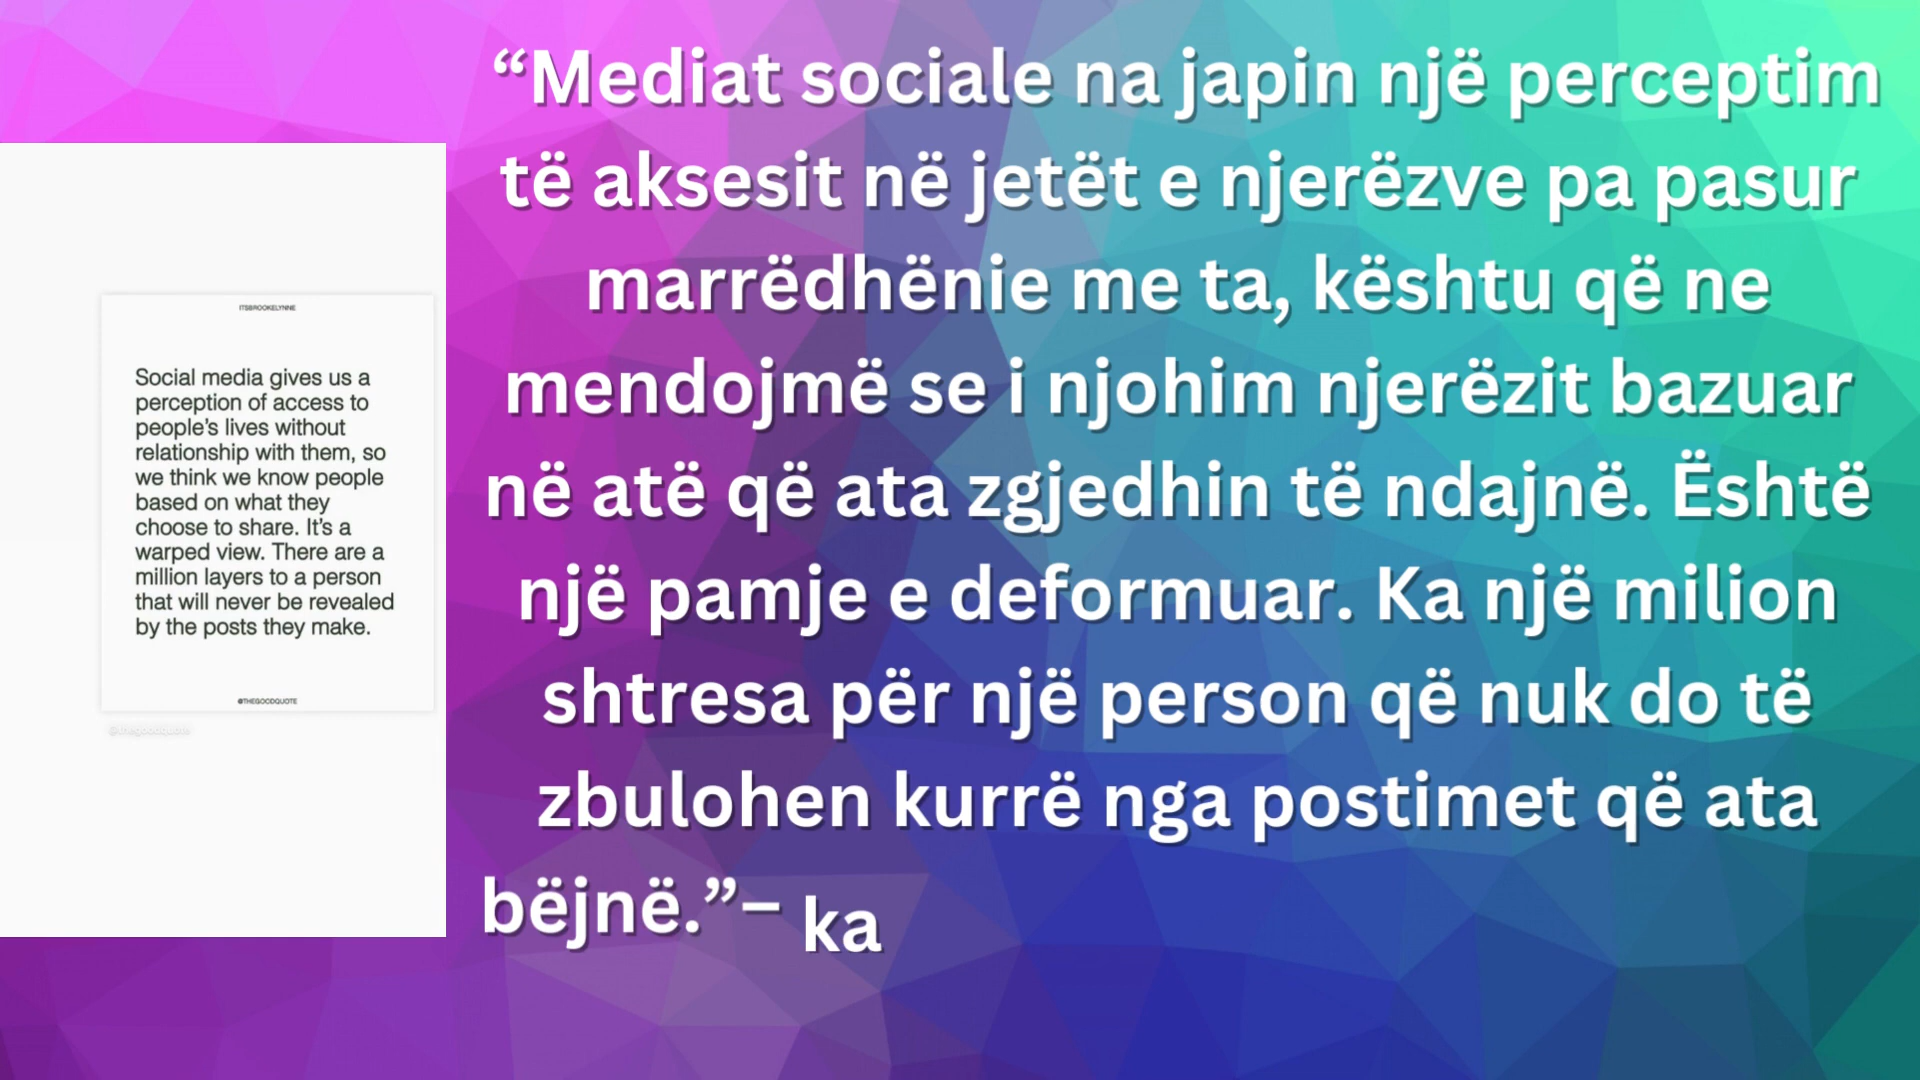 ITSBROOKELYNNE
Social media gives us a
perception of access to
people's lives without
relationship with them, so
we think we know people
based on what they
choose to share. It's a
warped view. There are a
million layers to a person
that will never be revealed
by the posts they make.
@THEGOODQUOTE
@thegoodquote
“Mediat sociale na japin një perceptim
të aksesit në jetët e njerëzve pa pasur
marrëdhënie me ta, kështu që ne
mendojmë se i njohim njerëzit bazuar
në atë që ata zgjedhin të ndajnë. Është
një pamje e deformuar. Ka një milion
shtresa për një person që nuk do të
zbulohen kurrë nga postimet që ata
bëjnë.”– ka